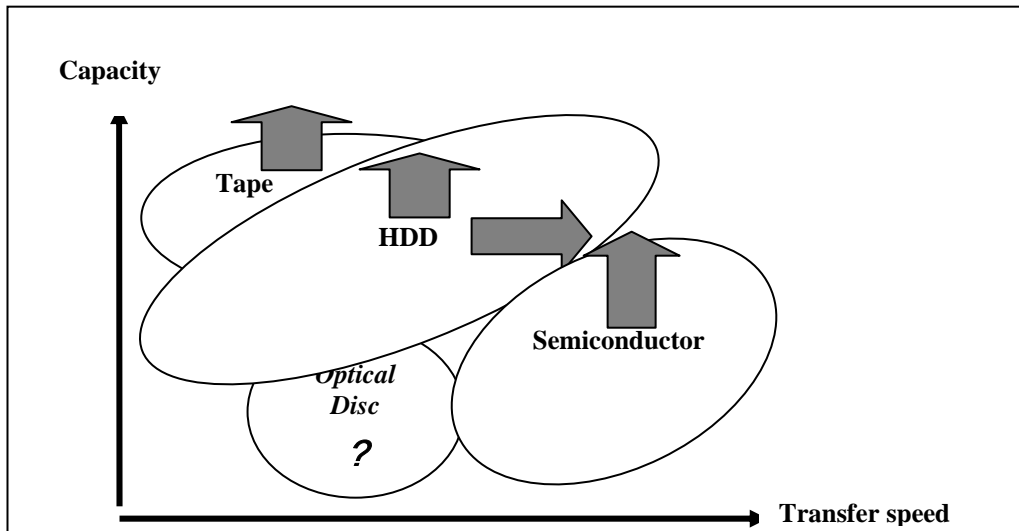 Capacity
Tape
HDD
Semiconductor
Optical
Disc
?
Transfer speed